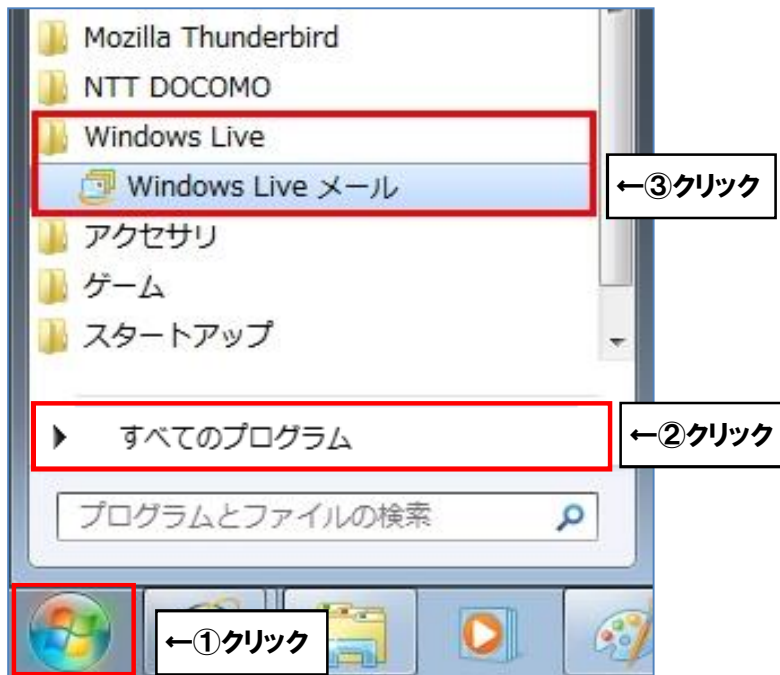 Mozilla Thunderbird
NTT DOCOMO
Windows Live
Windows Live メール
←③クリック
アクセサリ
ゲーム
スタートアップ
すべてのプログラム
←②クリック
プログラムとファイルの検索
←①クリック